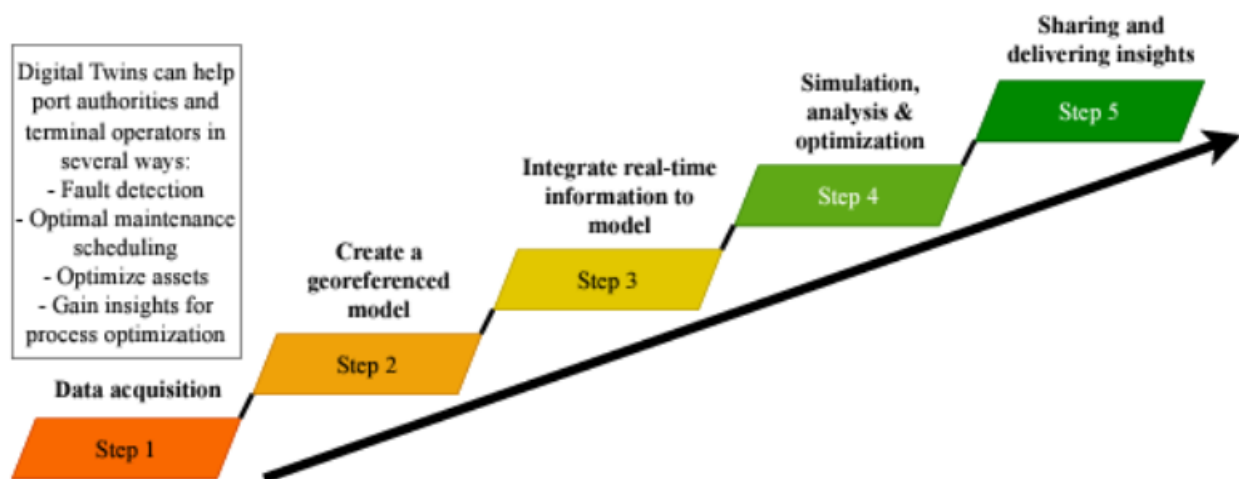 Digital Twins can help
port authorities and
terminal operators in
several ways:
- Fault detection
- Optimal maintenance
scheduling
- Optimize assets
- Gain insights for
process optimization
Data acquisition
Step 1
Create a
georeferenced
model
Step 2
Integrate real-time
information to
model
Step 3
Simulation,
analysis &
optimization
Step 4
Sharing and
delivering insights
Step 5